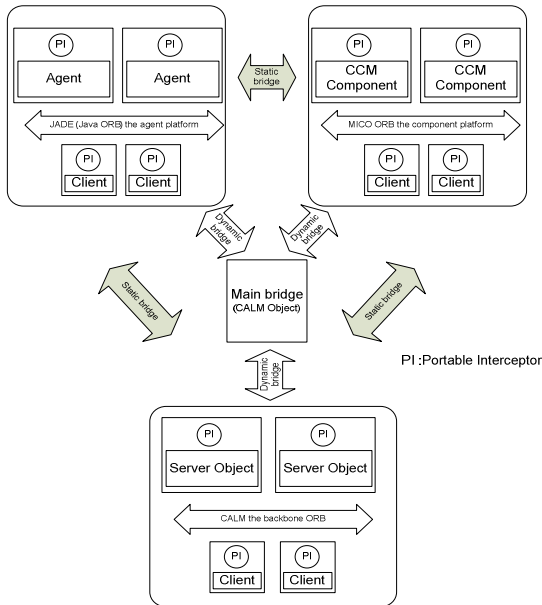 PI
PI
Agent
Agent
JADE (Java ORB) the agent platform
PI
PI
Client
Client
Static
bridge
PI
PI
CCM
Component
CCM
Component
MICO ORB the component platform
PI
PI
Client
Client
Dynamic
bridge
Dynamic
bridge
Static bridge
Main bridge
(CALM Object)
Static bridge
Dynamic
bridge
PI :Portable Interceptor
PI
PI
Server Object
Server Object
CALM the backbone ORB
PI
PI
Client
Client